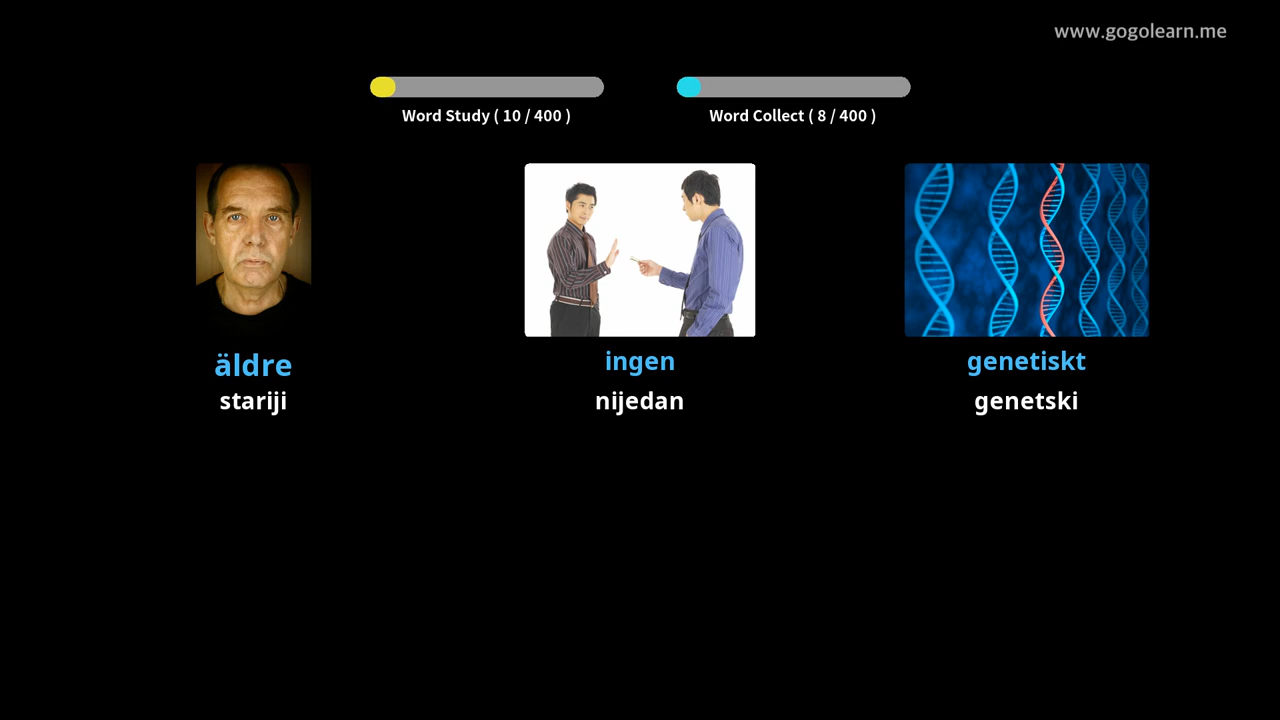 www.gogolearn.me
Word Study ( 10 / 400 )
Word Collect ( 8 / 400 )
äldre
stariji
ingen
nijedan
genetiskt
genetski